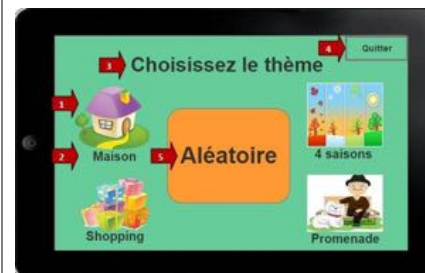 4 Quitter
3 Choisissez le thème
1
2 Maison
5 Aléatoire
4 saisons
Shopping
Promenade